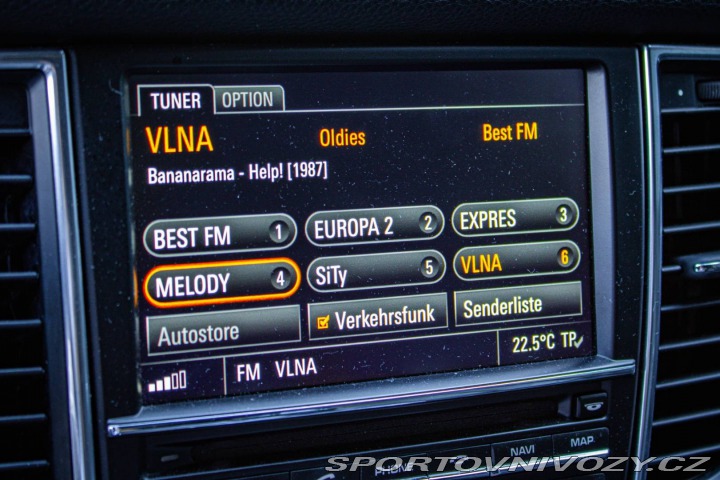 TUNER OPTION
VLNA Oldies Best FM
Bananarama - Help! [1987]
BEST FM 1 EUROPA 2 2 EXPRES 3
MELODY 4 SiTy 5 VLNA 6
Autostore Verkehrsfunk Senderliste
FM VLNA 22.5°C TP
NAVI MAP
PHONE
SPORTOVNIVOZY.CZ